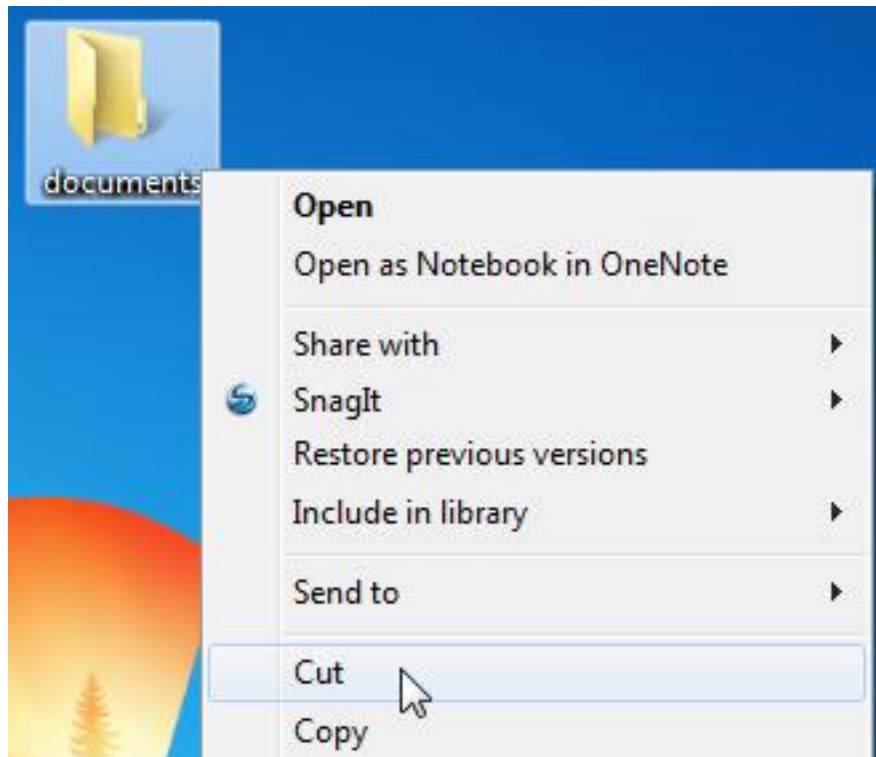 documents
Open
Open as Notebook in OneNote
Share with
SnagIt
Restore previous versions
Include in library
Send to
Cut
Copy